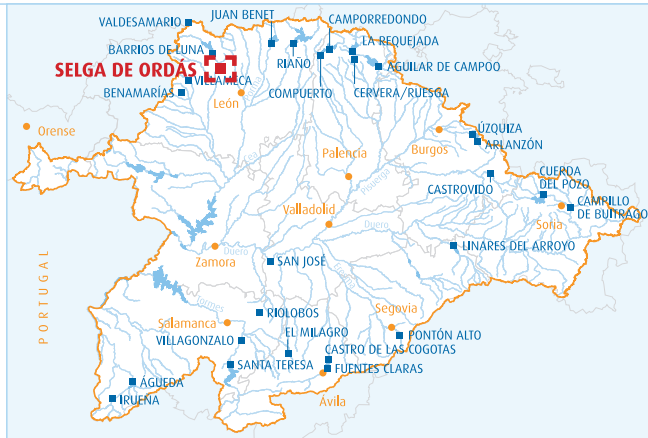 VALDESAMARIO
JUAN BENET
CAMPORREDONDO
BARRIOS DE LUNA
LA REQUEJADA
SELGA DE ORDÁS
RIAÑO
AGUILAR DE CAMPOO
VILLAMECA
BENAMARÍAS
León
COMPUERTO
CERVERA/RUESGA
Orense
ÚZQUIZA
Burgos
ARLANZÓN
Palencia
Pisuerga
CASTROVIDO
CUERDA
DEL POZO
CAMPILLO
DE BUITRAGO
Soria
Valladolid
Duero
Duero
Zamora
LINARES DEL ARROYO
SAN JOSÉ
PORTUGAL
Tormes
RIOLOBOS
Segovia
Salamanca
EL MILAGRO
PONTÓN ALTO
VILLAGONZALO
CASTRO DE LAS COGOTAS
SANTA TERESA
FUENTES CLARAS
ÁGUEDA
IRUEÑA
Ávila